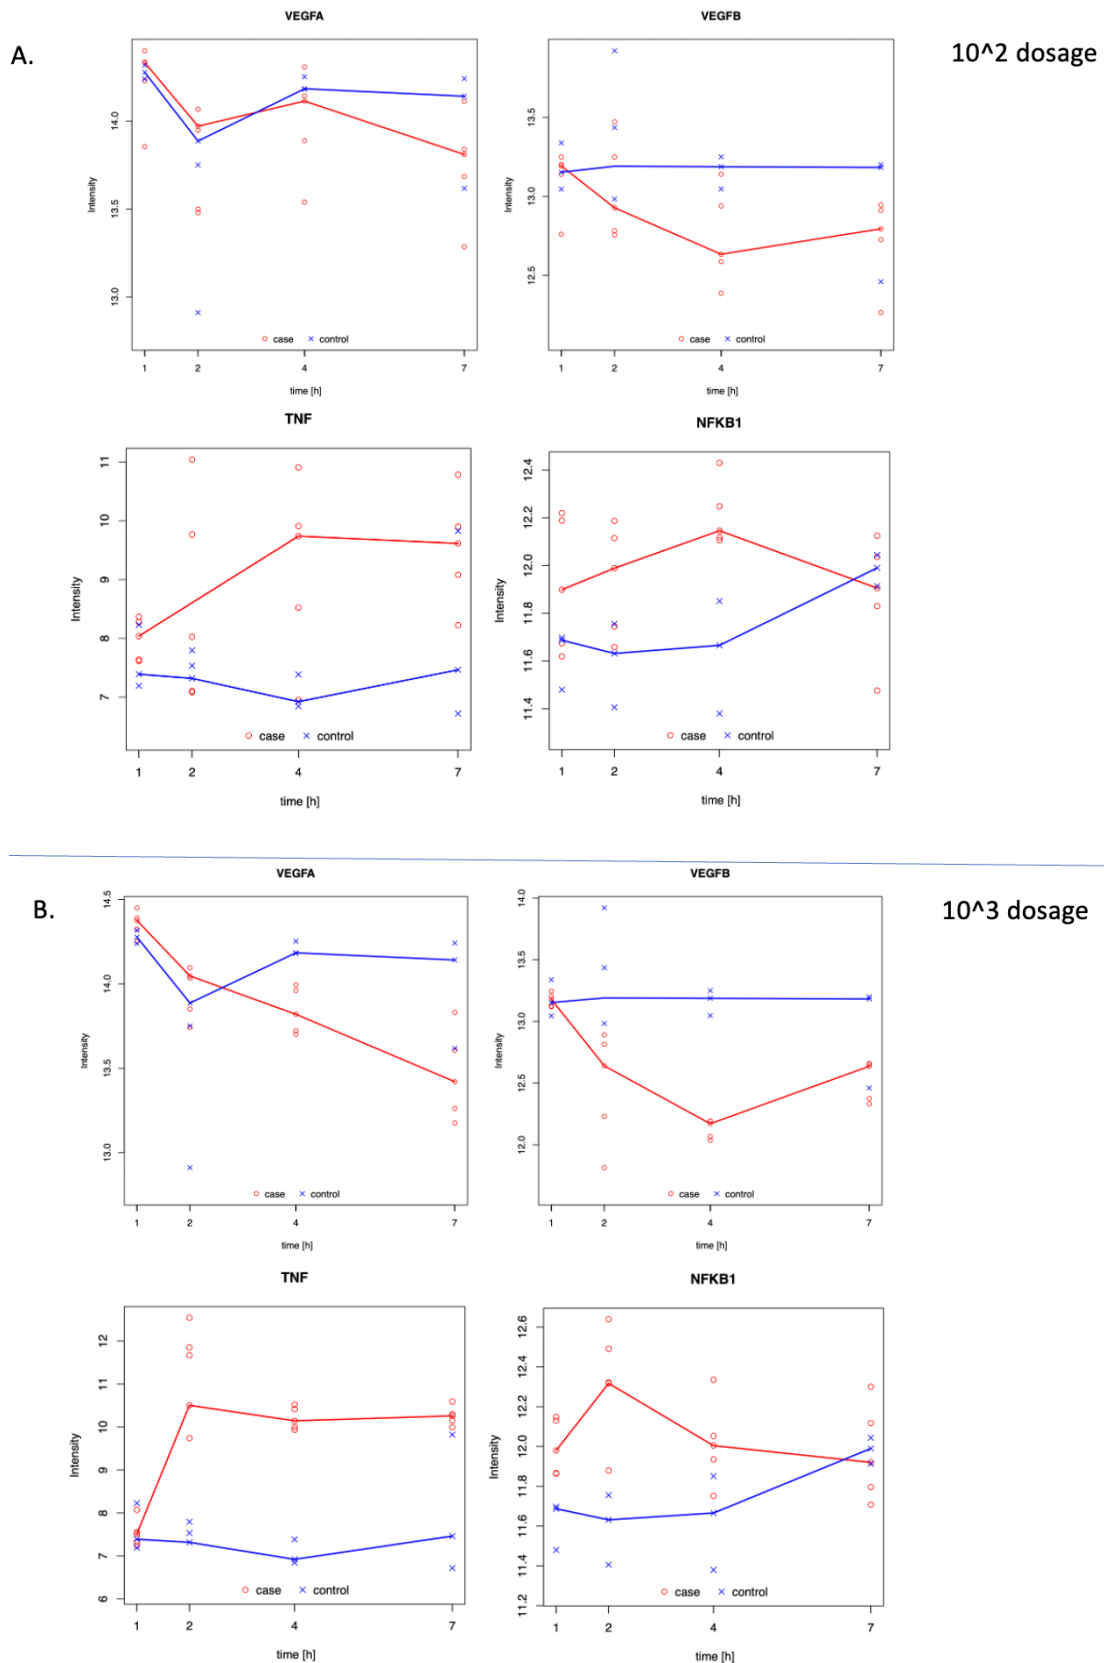 VEGFA
VEGFB
A.
10^2 dosage
Intensity
13.0 13.5 14.0
case control
1 2 4 7
time [h]
Intensity
12.5 13.0 13.5
case control
1 2 4 7
time [h]
TNF
NFKB1
Intensity
7 8 9 10 11
case control
1 2 4 7
time [h]
Intensity
11.4 11.6 11.8 12.0 12.2 12.4
case control
1 2 4 7
time [h]
VEGFA
VEGFB
B.
10^3 dosage
Intensity
13.0 13.5 14.0 14.5
case control
1 2 4 7
time [h]
Intensity
12.0 12.5 13.0 13.5 14.0
case control
1 2 4 7
time [h]
TNF
NFKB1
Intensity
6 7 8 9 10 11 12
case control
1 2 4 7
time [h]
Intensity
11.2 11.4 11.6 11.8 12.0 12.2 12.4 12.6
case control
1 2 4 7
time [h]